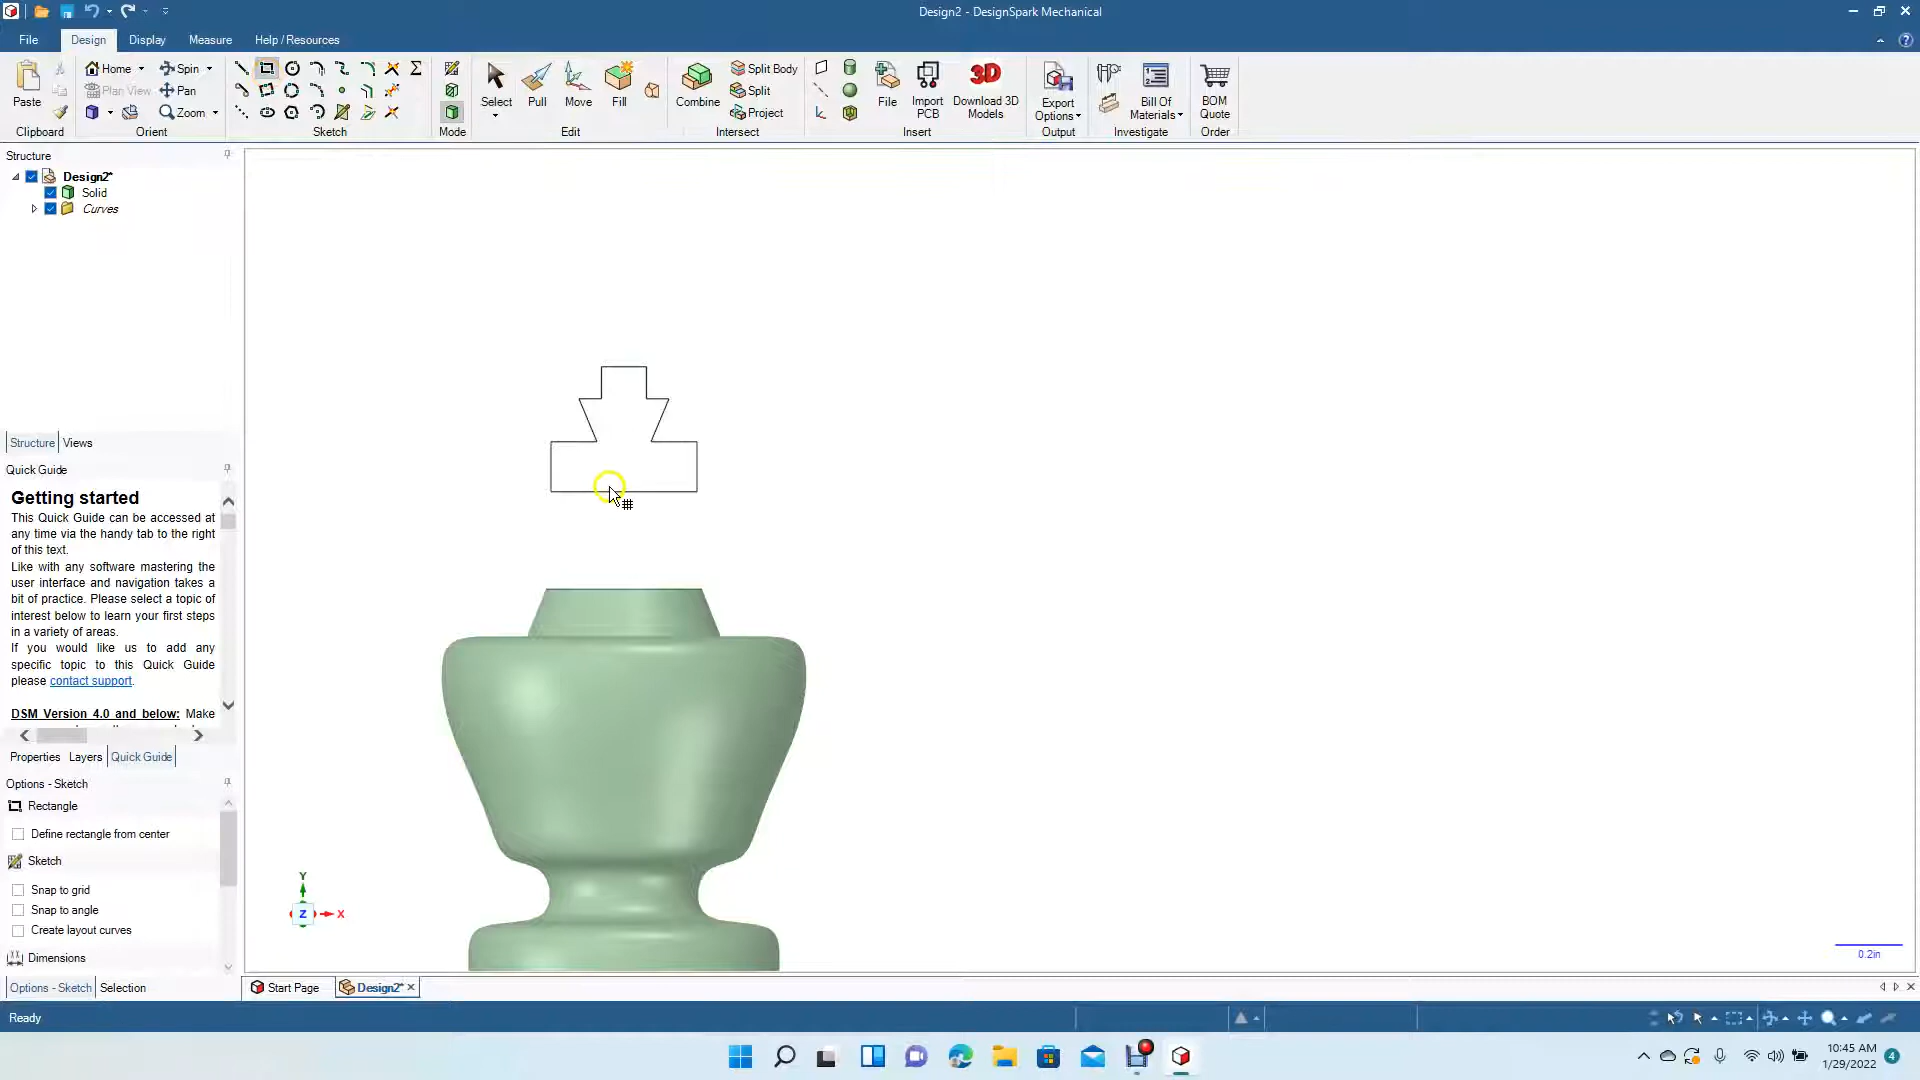 Design2 - DesignSpark Mechanical
File Design Display Measure Help / Resources
Paste
Home
Plan View
Spin
Pan
Zoom
Select
Pull
Move
Fill
Combine
Split Body
Split
Project
File
Import
PCB
3D
Download 3D
Models
Export
Options
Bill Of
Materials
BOM
Quote
Clipboard Orient Sketch Mode Edit Intersect Insert Output Investigate Order
Structure
Design2*
Solid
Curves
Structure Views
Quick Guide
Getting started
This Quick Guide can be accessed at
any time via the handy tab to the right
of this text.
Like with any software mastering the
user interface and navigation takes a
bit of practice. Please select a topic of
interest below to learn your first steps
in a variety of areas.
If you would like us to add any
specific topic to this Quick Guide
please contact support.
DSM Version 4.0 and below: Make
Properties Layers Quick Guide
Options - Sketch
Rectangle
Define rectangle from center
Sketch
Snap to grid
Snap to angle
Create layout curves
Dimensions
Options - Sketch Selection
Y
Z
X
0.2in
Start Page
Design2*
Ready
10:45 AM
1/29/2022
4